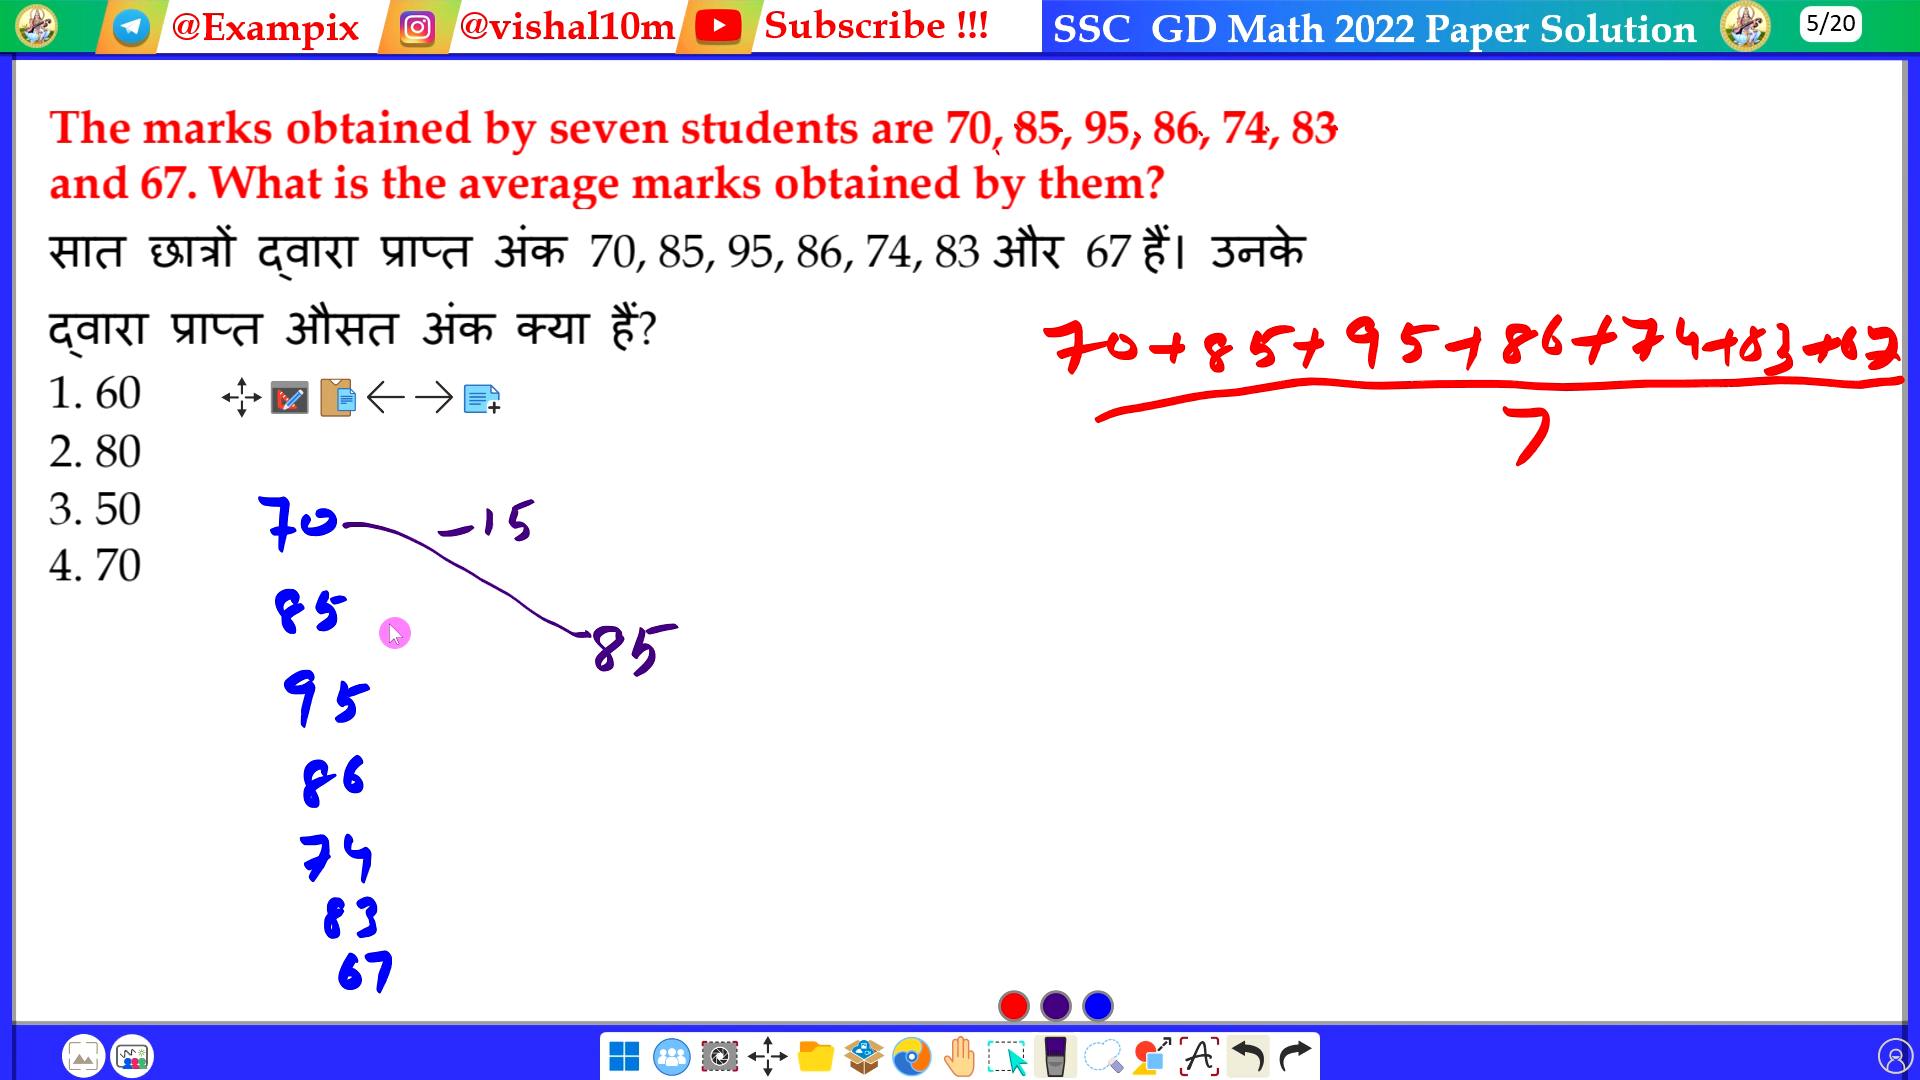 @Exampix @vishal10m Subscribe !!! SSC GD Math 2022 Paper Solution 5/20
The marks obtained by seven students are 70, 85, 95, 86, 74, 83
and 67. What is the average marks obtained by them?
सात छात्रों द्वारा प्राप्त अंक 70, 85, 95, 86, 74, 83 और 67 हैं। उनके
द्वारा प्राप्त औसत अंक क्या हैं?
70+85+95+86+74+83+67
7
1. 60
2. 80
3. 50
4. 70
70 -15
85
85
95
86
74
83
67